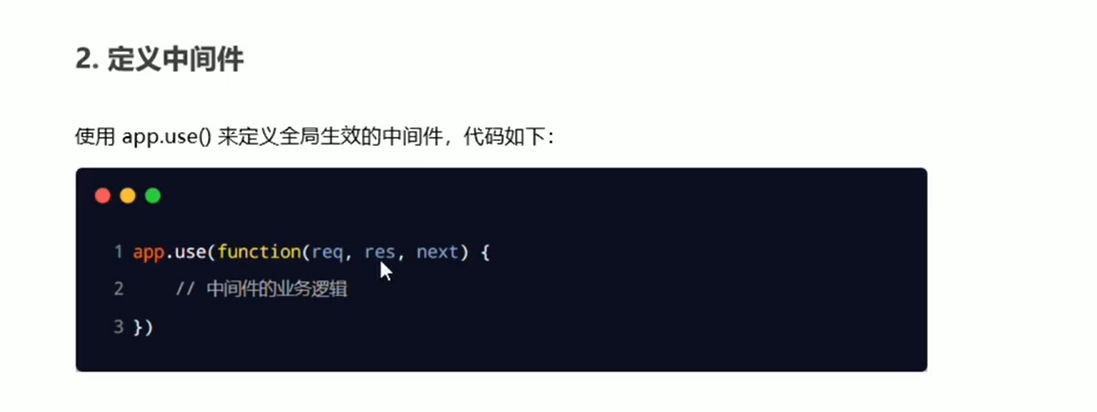 2. 定义中间件
使用 app.use() 来定义全局生效的中间件，代码如下：
1 app.use(function(req, res, next) {
2 // 中间件的业务逻辑
3 })